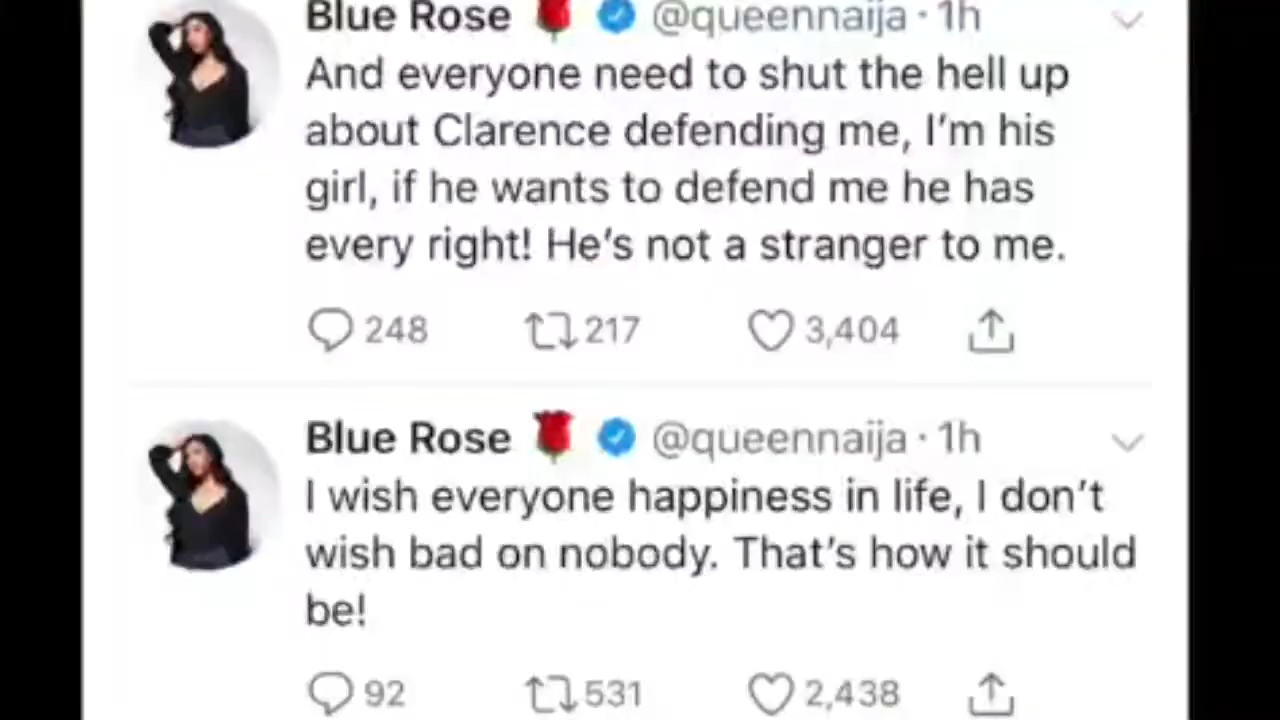 Blue Rose 🌹 @queennaija · 1h
And everyone need to shut the hell up
about Clarence defending me, I'm his
girl, if he wants to defend me he has
every right! He's not a stranger to me.
248 217 3,404
Blue Rose 🌹 @queennaija · 1h
I wish everyone happiness in life, I don't
wish bad on nobody. That's how it should
be!
92 531 2,438